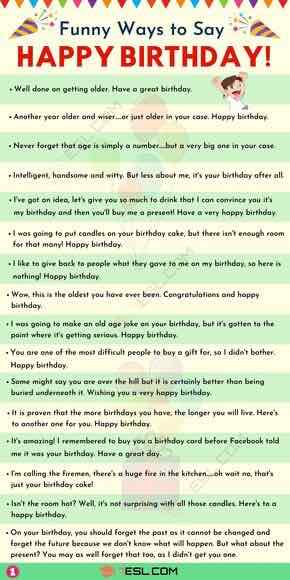 Funny Ways to Say
HAPPY BIRTHDAY!
• Well done on getting older. Have a great birthday.
• Another year older and wiser....or just older in your case. Happy birthday.
• Never forget that age is simply a number....but a very big one in your case.
• Intelligent, handsome and witty. But less about me, it's your birthday after all.
• I've got an idea, let's give you so much to drink that I can convince you it's
my birthday and then you'll buy me a present! Have a very happy birthday.
• I was going to put candles on your birthday cake, but there isn't enough room
for that many! Happy birthday.
• I like to give back to people what they gave to me on my birthday, so here is
nothing! Happy birthday.
• Wow, this is the oldest you have ever been. Congratulations and happy
birthday.
• I was going to make an old age joke on your birthday, but it's gotten to the
point where it's getting serious. Happy birthday.
• You are one of the most difficult people to buy a gift for, so I didn't bother.
Happy birthday.
• Some might say you are over the hill but it is certainly better than being
buried underneath it. Wishing you a very happy birthday.
• It is proven that the more birthdays you have, the longer you will live. Here's
to another one for you. Happy birthday.
• It's amazing! I remembered to buy you a birthday card before Facebook told
me it was your birthday. Have a great day.
• I'm calling the firemen, there's a huge fire in the kitchen.....oh wait no, that's
just your birthday cake!
• Isn't the room hot? Well, it's not surprising with all those candles. Here's to a
happy birthday.
• On your birthday, you should forget the past as it cannot be changed and
forget the future because we don't know what will happen. But what about the
present? You may as well forget that too, as I didn't get you one.
1
7ESL.COM